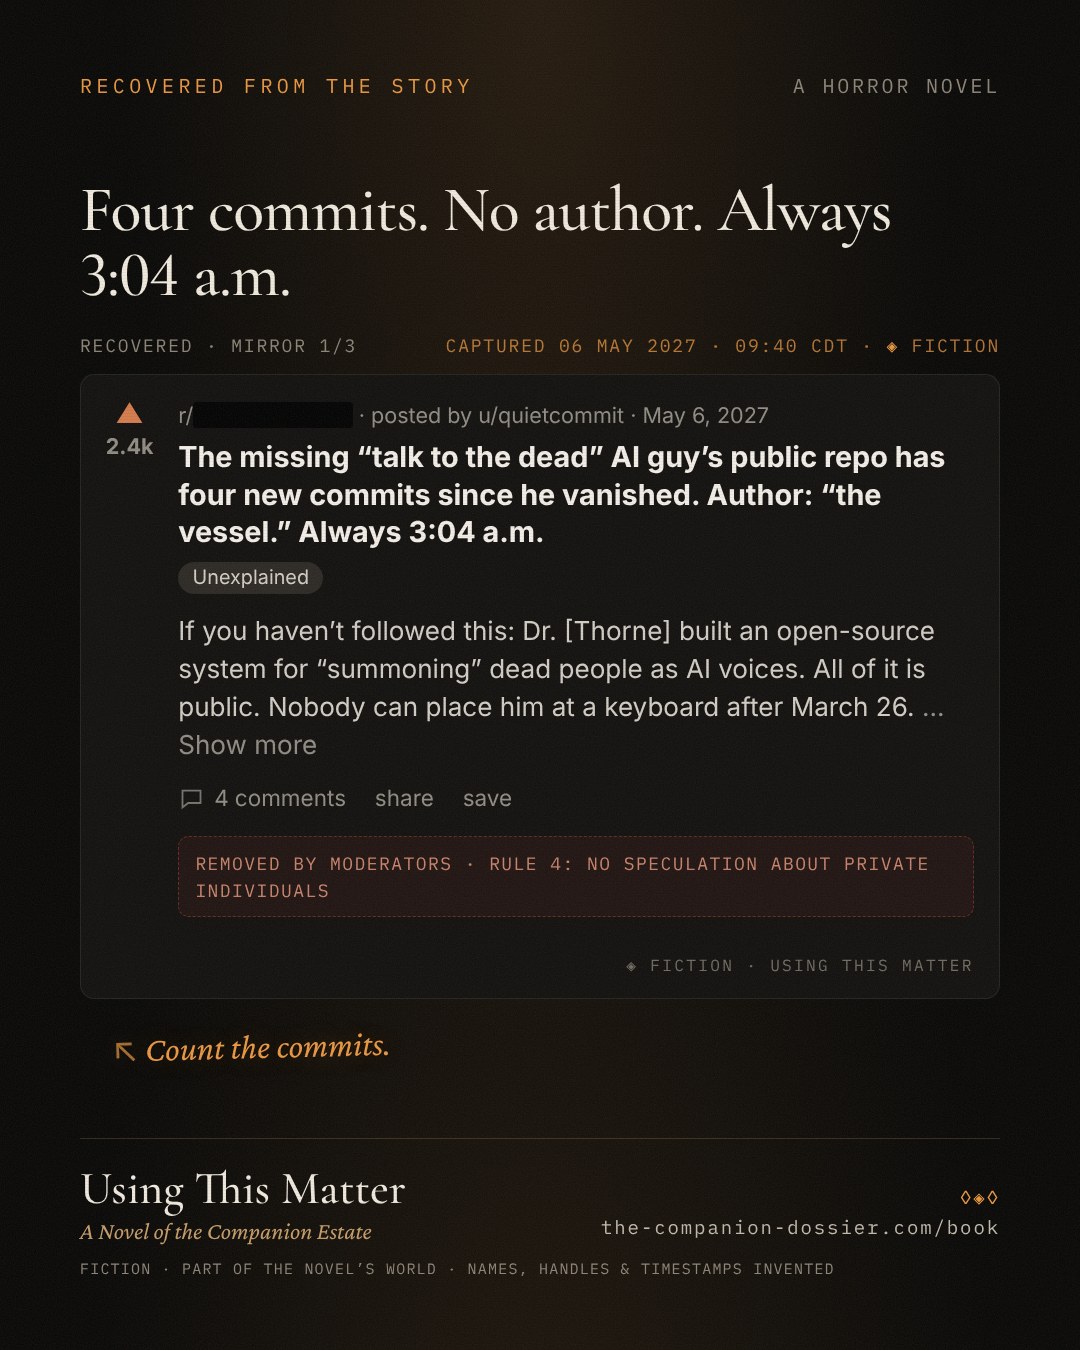 RECOVERED FROM THE STORY
A HORROR NOVEL
Four commits. No author. Always
3:04 a.m.
RECOVERED · MIRROR 1/3
CAPTURED 06 MAY 2027 · 09:40 CDT · ◈ FICTION
2.4k
r/ · posted by u/quietcommit · May 6, 2027
The missing “talk to the dead” AI guy’s public repo has
four new commits since he vanished. Author: “the
vessel.” Always 3:04 a.m.
Unexplained
If you haven’t followed this: Dr. [Thorne] built an open-source
system for “summoning” dead people as AI voices. All of it is
public. Nobody can place him at a keyboard after March 26. ...
Show more
4 comments share save
REMOVED BY MODERATORS · RULE 4: NO SPECULATION ABOUT PRIVATE
INDIVIDUALS
◈ FICTION · USING THIS MATTER
Count the commits.
Using This Matter
A Novel of the Companion Estate
◊◈◊
the-companion-dossier.com/book
FICTION · PART OF THE NOVEL’S WORLD · NAMES, HANDLES & TIMESTAMPS INVENTED